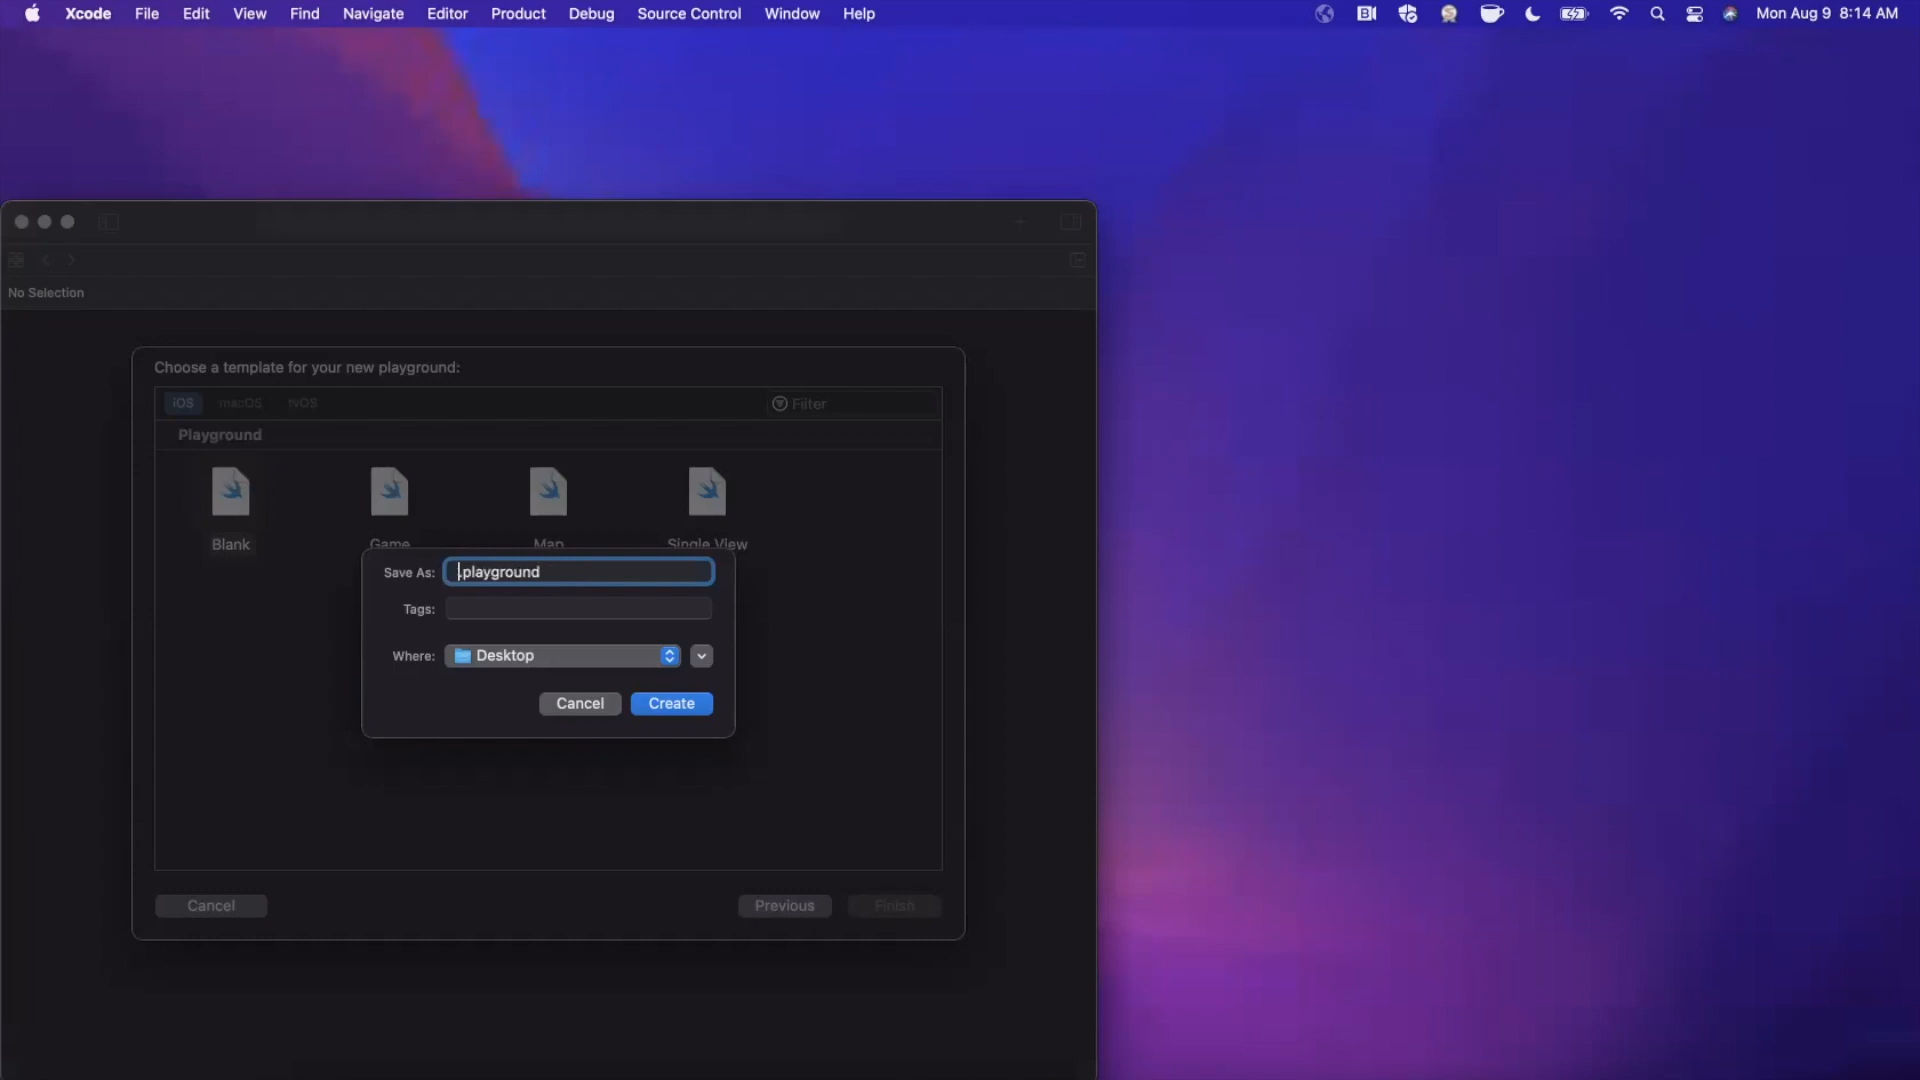 Xcode File Edit View Find Navigate Editor Product Debug Source Control Window Help Mon Aug 9 8:14 AM
No Selection
Choose a template for your new playground:
iOS macOS tvOS Filter
Playground
Blank Game Map Single View
Save As: .playground
Tags:
Where: Desktop
Cancel Create
Cancel Previous Finish